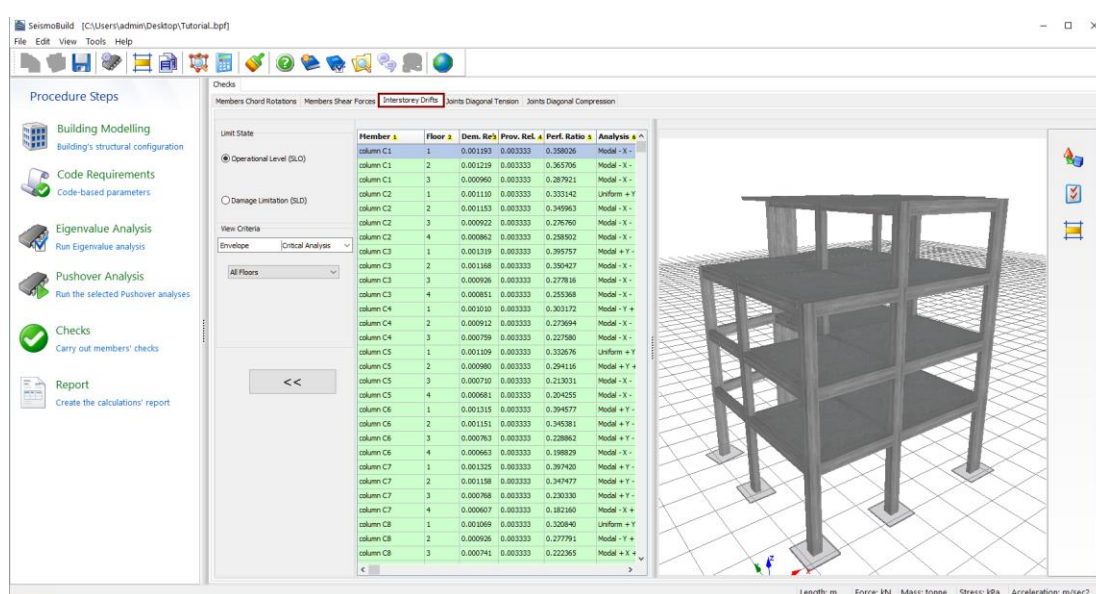 SeismoBuild [C:\Users\admin\Desktop\Tutorial..bpf]
File Edit View Tools Help
Procedure Steps
Building Modelling
Building's structural configuration
Code Requirements
Code-based parameters
Eigenvalue Analysis
Run Eigenvalue analysis
Pushover Analysis
Run the selected Pushover analyses
Checks
Carry out members' checks
Report
Create the calculations' report
Checks
Members Chord Rotations Members Shear Forces Interstorey Drifts Joints Diagonal Tension Joints Diagonal Compression
Limit State
Operational Level (SLO)
Damage Limitation (SLD)
View Criteria
Envelope Critical Analysis
All Floors
<<
Member 1 Floor 2 Dem. Re 3 Prov. Rel. 4 Perf. Ratio 5 Analysis 6
column C1 1 0.001193 0.003333 0.358026 Modal - X -
column C1 2 0.001219 0.003333 0.365706 Modal - X -
column C1 3 0.000960 0.003333 0.287921 Modal - X -
column C2 1 0.001110 0.003333 0.333142 Uniform + Y
column C2 2 0.001153 0.003333 0.345963 Modal - X -
column C2 3 0.000922 0.003333 0.276760 Modal - X -
column C2 4 0.000862 0.003333 0.258502 Modal - X -
column C3 1 0.001319 0.003333 0.395757 Modal + Y -
column C3 2 0.001168 0.003333 0.350427 Modal - X -
column C3 3 0.000926 0.003333 0.277816 Modal - X -
column C3 4 0.000851 0.003333 0.255368 Modal - X -
column C4 1 0.001010 0.003333 0.303172 Modal - Y +
column C4 2 0.000912 0.003333 0.273694 Modal - X -
column C4 3 0.000759 0.003333 0.227580 Modal - X -
column C5 1 0.001109 0.003333 0.332676 Uniform + Y
column C5 2 0.000980 0.003333 0.294116 Modal + Y +
column C5 3 0.000710 0.003333 0.213031 Modal - X -
column C5 4 0.000681 0.003333 0.204255 Modal - X -
column C6 1 0.001315 0.003333 0.394577 Modal + Y -
column C6 2 0.001151 0.003333 0.345381 Modal + Y -
column C6 3 0.000763 0.003333 0.228862 Modal + Y -
column C6 4 0.000663 0.003333 0.198829 Modal - X -
column C7 1 0.001325 0.003333 0.397420 Modal + Y -
column C7 2 0.001158 0.003333 0.347477 Modal + Y -
column C7 3 0.000768 0.003333 0.230330 Modal + Y -
column C7 4 0.000607 0.003333 0.182160 Modal - X +
column C8 1 0.001069 0.003333 0.320840 Uniform + Y
column C8 2 0.000926 0.003333 0.277791 Modal - Y +
column C8 3 0.000741 0.003333 0.222365 Modal + X +
z
x
Length: m Force: kN Mass: tonne Stress: kPa Acceleration: m/sec2